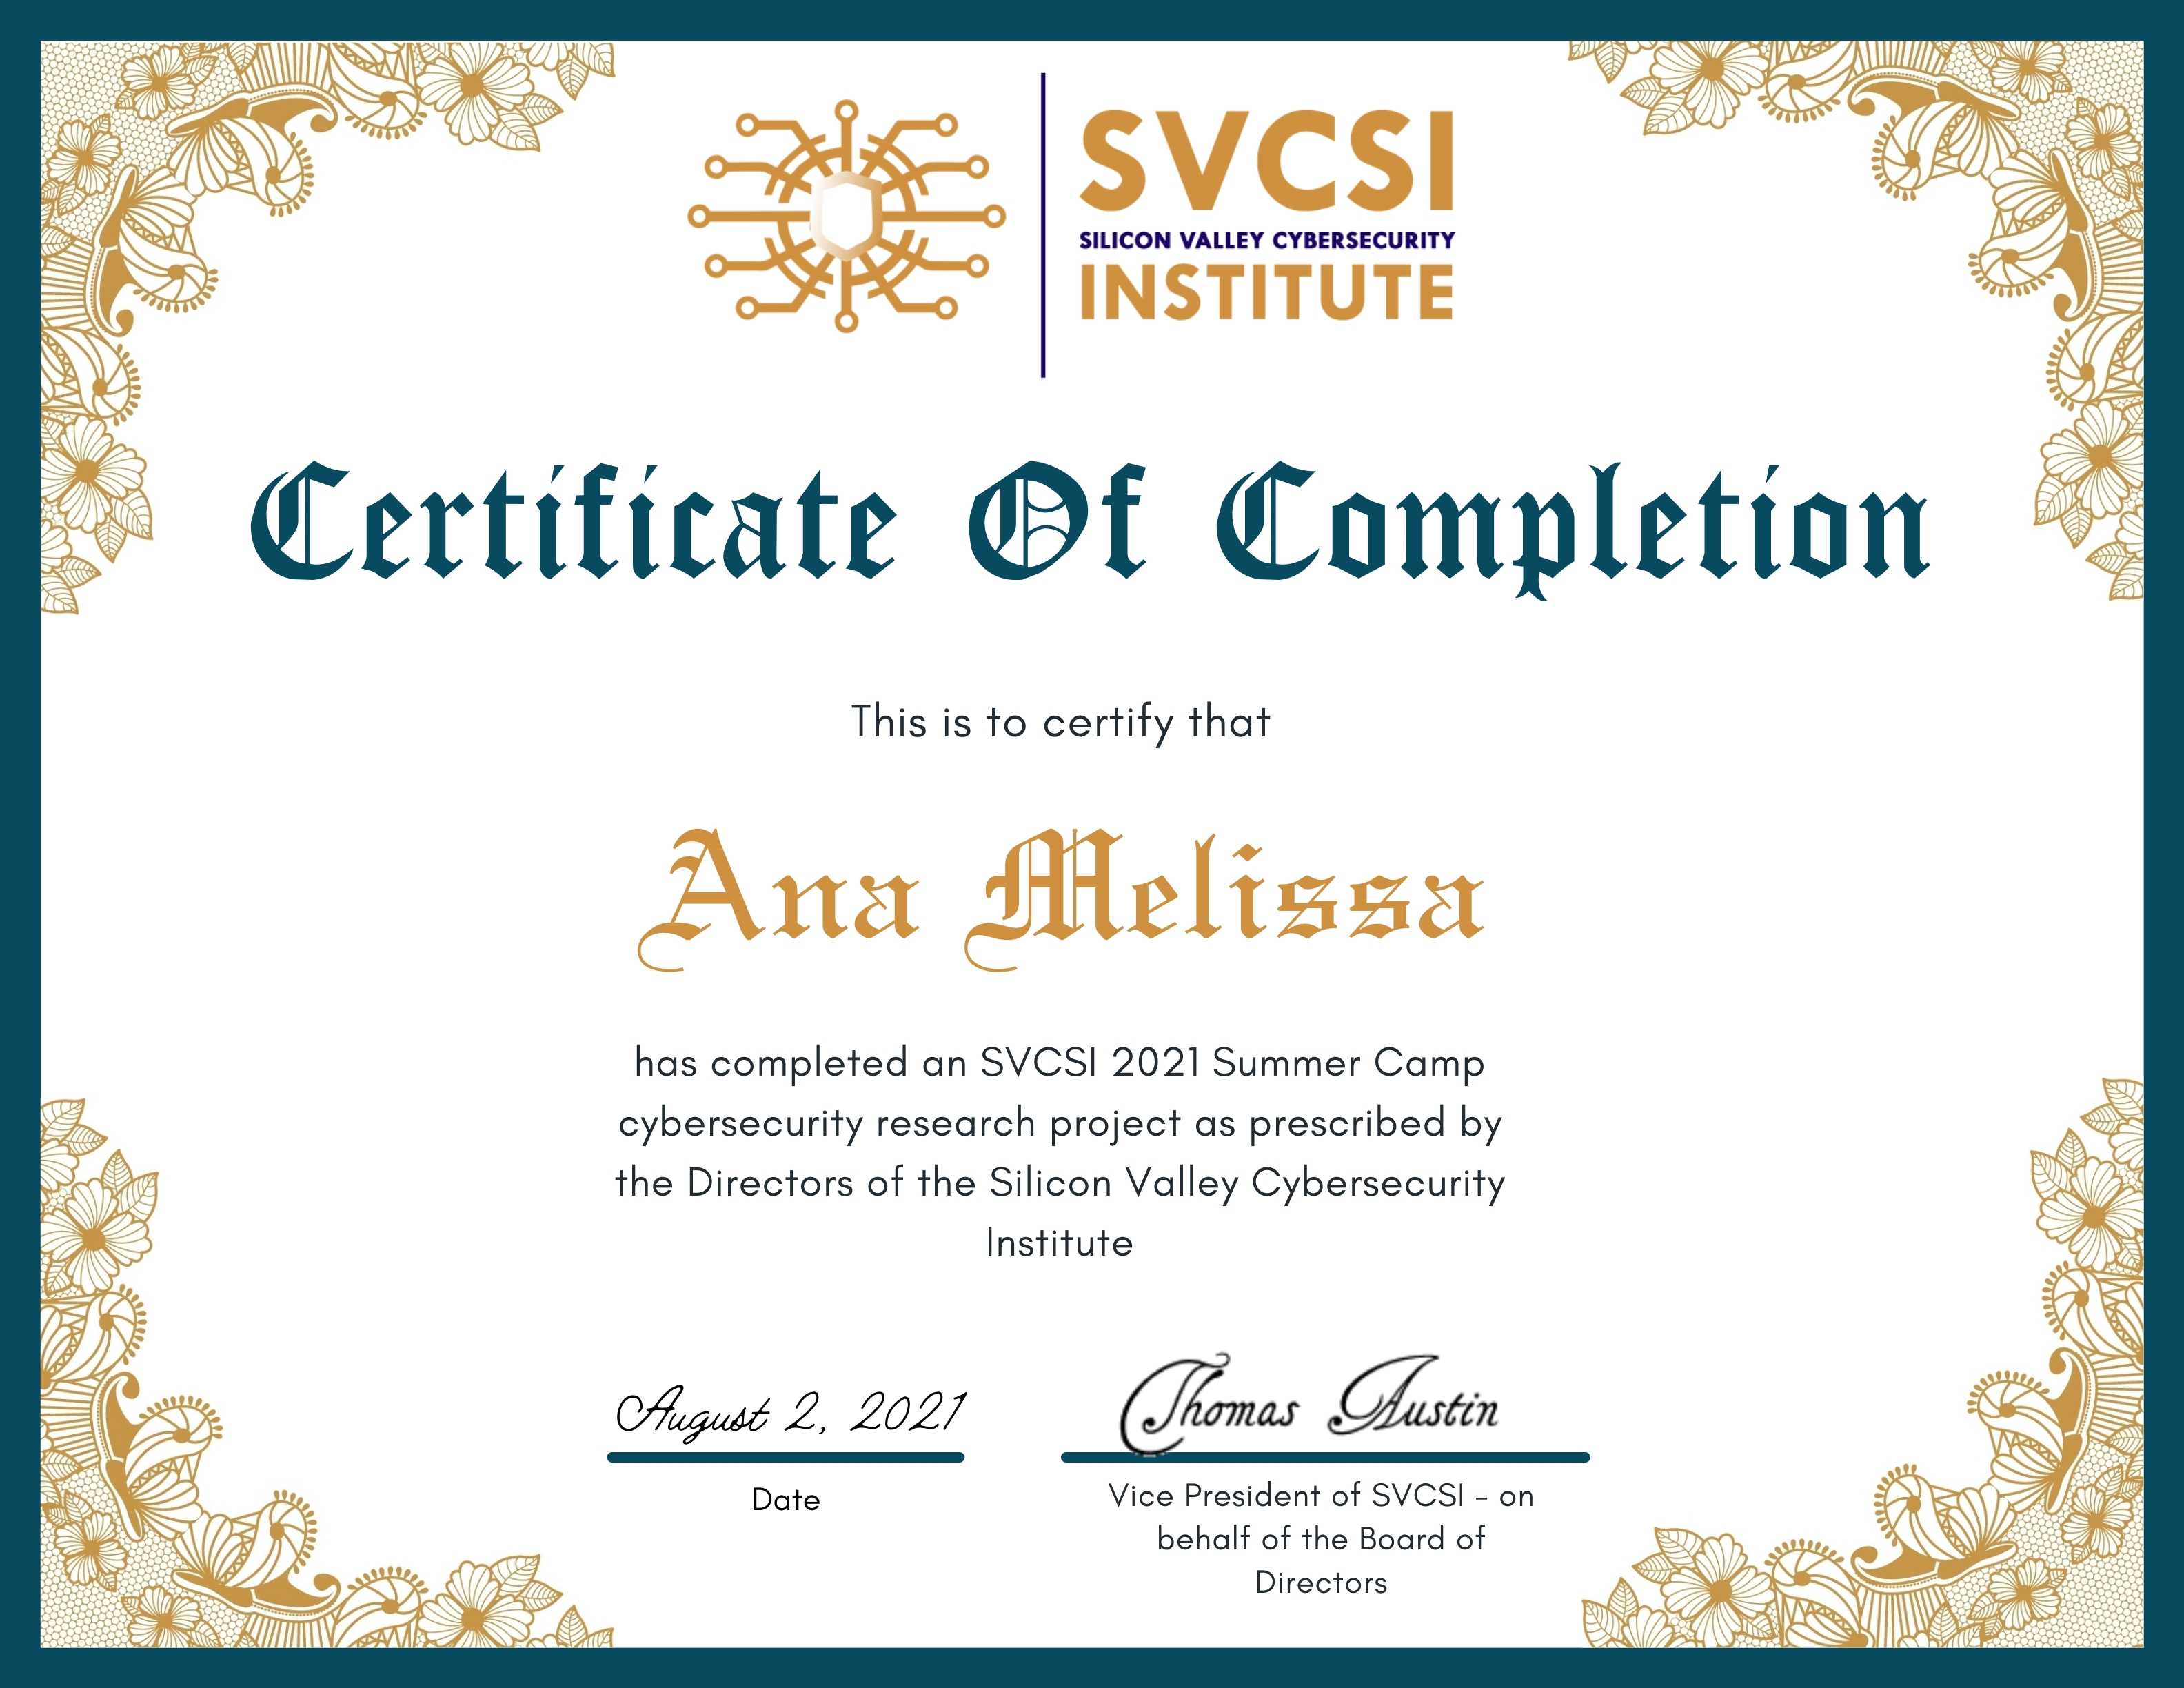 SVCSI
SILICON VALLEY CYBERSECURITY
INSTITUTE
Certificate Of Completion
This is to certify that
Ana Melissa
has completed an SVCSI 2021 Summer Camp
cybersecurity research project as prescribed by
the Directors of the Silicon Valley Cybersecurity
Institute
August 2, 2021
Date
Thomas Austin
Vice President of SVCSI - on
behalf of the Board of
Directors